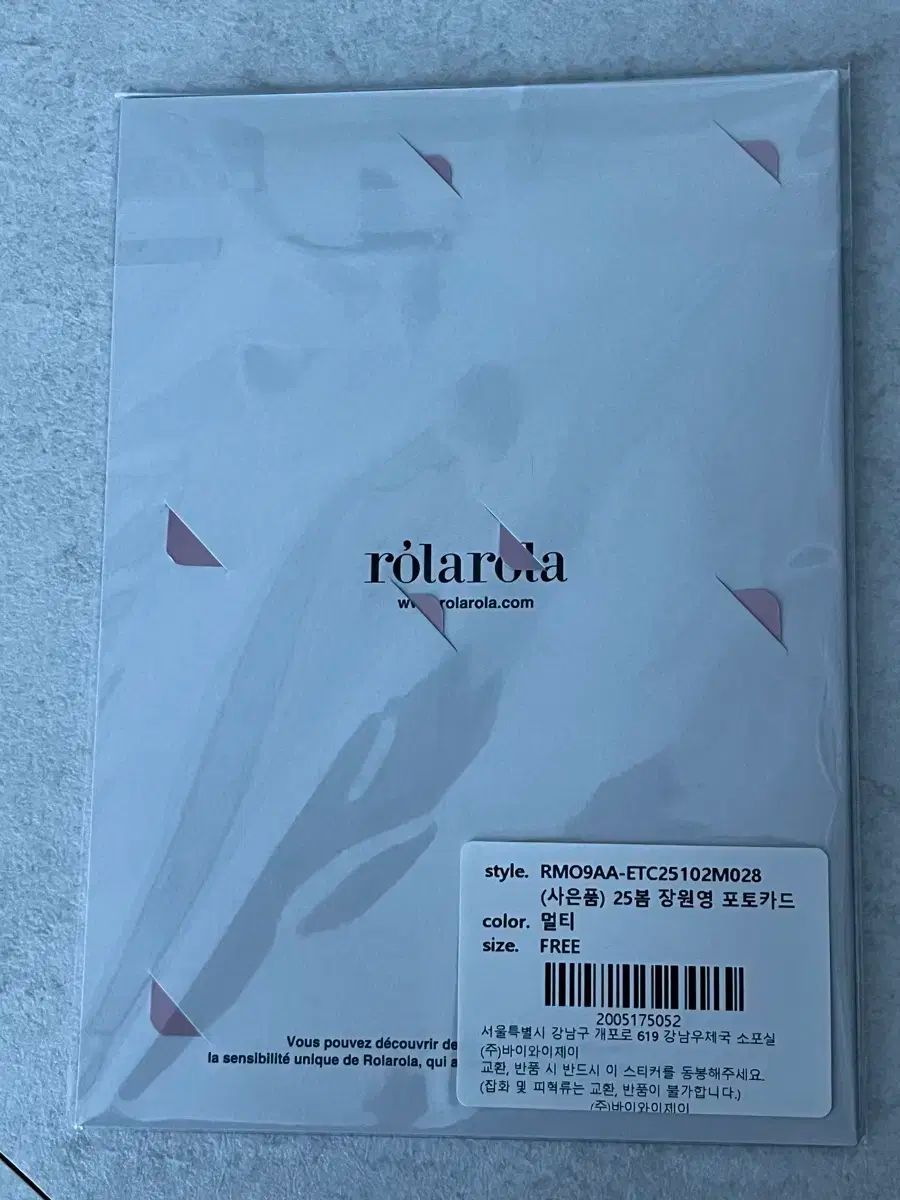 rólarola
www.rolarola.com
Vous pouvez découvrir de
la sensibilité unique de Rolarola, qui a
style. RMO9AA-ETC25102M028
(사은품) 25봄 장원영 포토카드
color. 멀티
size. FREE
2005175052
서울특별시 강남구 개포로 619 강남우체국 소포실
(주)바이와이제이
교환, 반품 시 반드시 이 스티커를 동봉해주세요.
(잡화 및 피혁류는 교환, 반품이 불가합니다.)
(주)바이와이제이